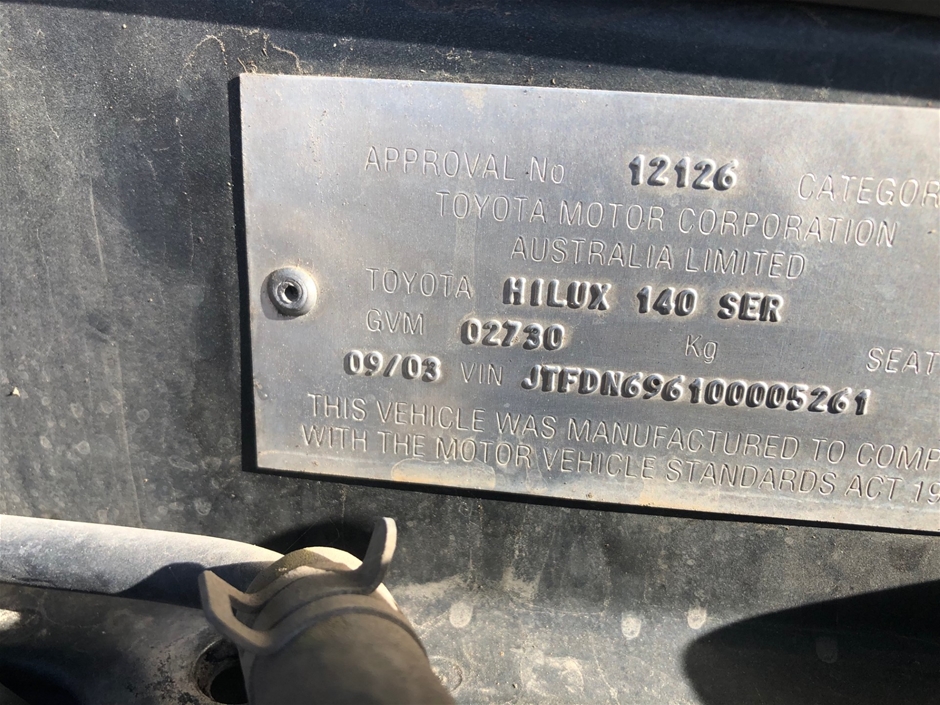 APPROVAL No 12126 CATEGOR
TOYOTA MOTOR CORPORATION
AUSTRALIA LIMITED
TOYOTA HILUX 140 SER
GVM 02730 Kg SEAT
09/03 VIN JTFDN696100005261
THIS VEHICLE WAS MANUFACTURED TO COMP
WITH THE MOTOR VEHICLE STANDARDS ACT 19